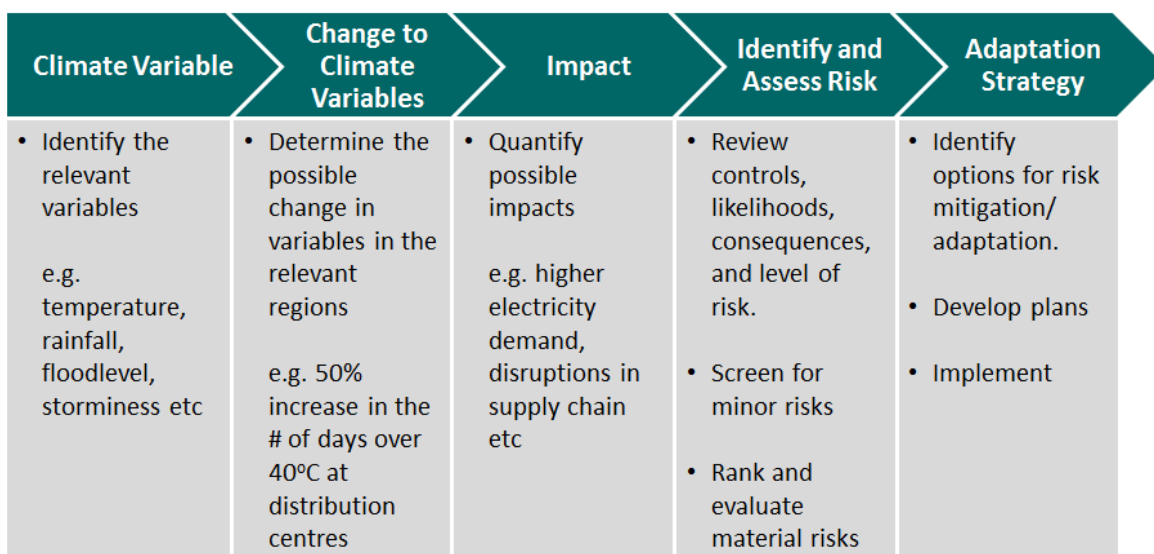 Climate Variable
Change to
Climate
Variables
Impact
Identify and
Assess Risk
Adaptation
Strategy
• Identify the
relevant
variables
e.g.
temperature,
rainfall,
floodlevel,
storminess etc
• Determine the
possible
change in
variables in the
relevant
regions
e.g. 50%
increase in the
# of days over
40°C at
distribution
centres
• Quantify
possible
impacts
e.g. higher
electricity
demand,
disruptions in
supply chain
etc
• Review
controls,
likelihoods,
consequences,
and level of
risk.
• Screen for
minor risks
• Rank and
evaluate
material risks
• Identify
options for risk
mitigation/
adaptation.
• Develop plans
• Implement